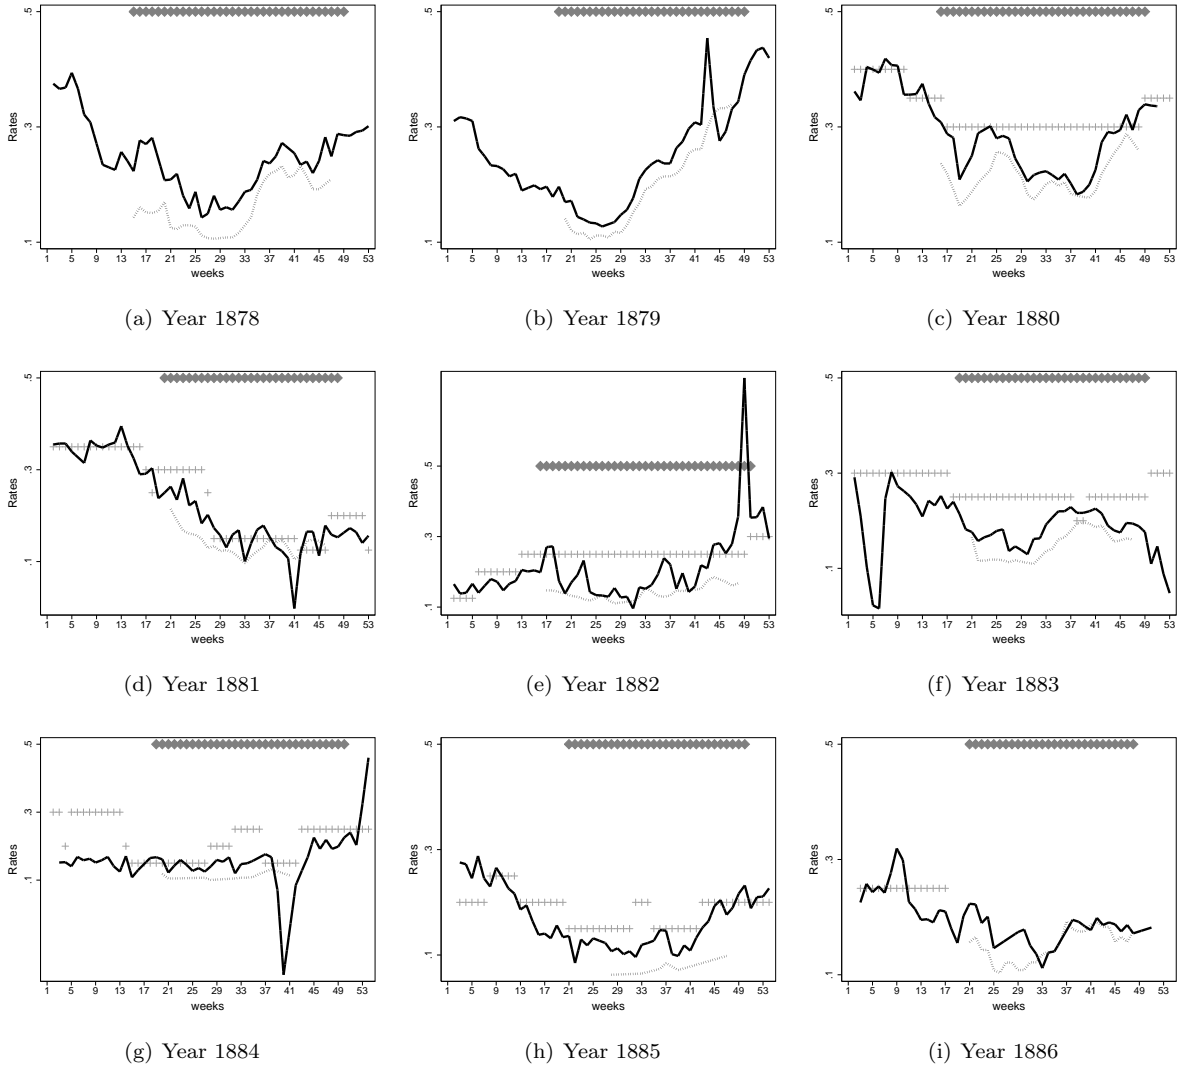 .5
.3
.1
Rates
1 5 9 13 17 21 25 29 33 37 41 45 49 53
weeks
(a) Year 1878
.5
.3
.1
Rates
1 5 9 13 17 21 25 29 33 37 41 45 49 53
weeks
(b) Year 1879
.5
.3
.1
Rates
1 5 9 13 17 21 25 29 33 37 41 45 49 53
weeks
(c) Year 1880
.5
.3
.1
Rates
1 5 9 13 17 21 25 29 33 37 41 45 49 53
weeks
(d) Year 1881
.5
.3
.1
Rates
1 5 9 13 17 21 25 29 33 37 41 45 49 53
weeks
(e) Year 1882
.5
.3
.1
Rates
1 5 9 13 17 21 25 29 33 37 41 45 49 53
weeks
(f) Year 1883
.5
.3
.1
Rates
1 5 9 13 17 21 25 29 33 37 41 45 49 53
weeks
(g) Year 1884
.5
.3
.1
Rates
1 5 9 13 17 21 25 29 33 37 41 45 49 53
weeks
(h) Year 1885
.5
.3
.1
Rates
1 5 9 13 17 21 25 29 33 37 41 45 49 53
weeks
(i) Year 1886